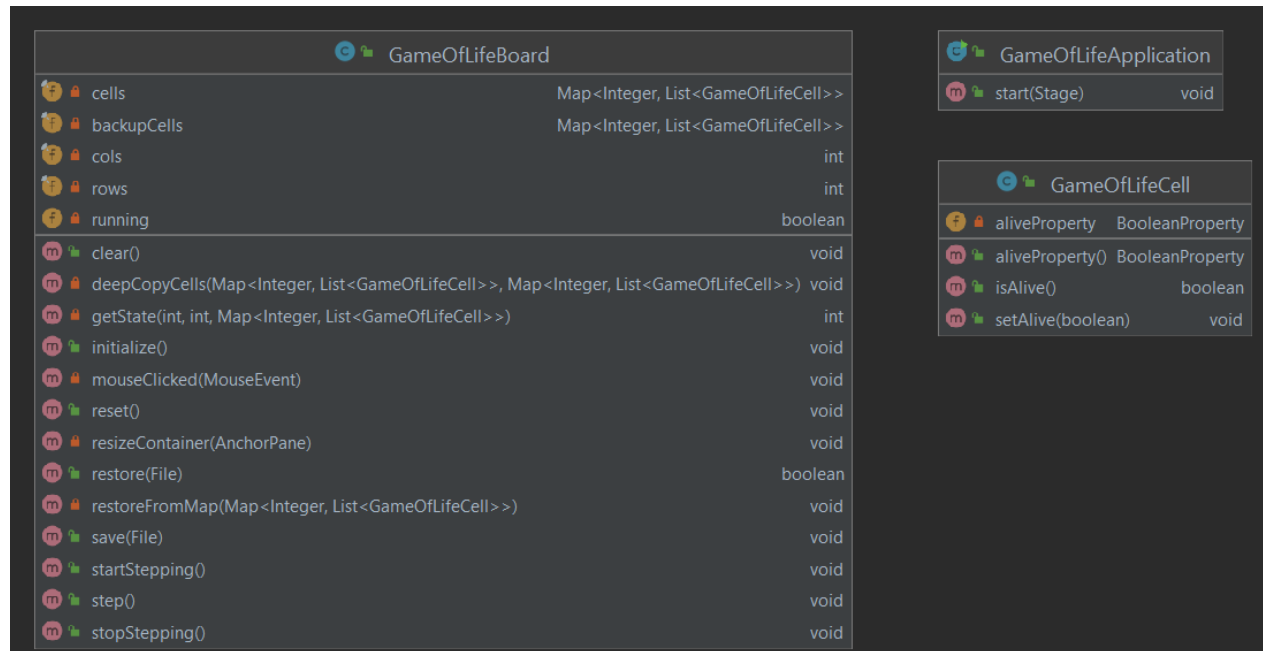 GameOfLifeBoard
cells Map<Integer, List<GameOfLifeCell>>
backupCells Map<Integer, List<GameOfLifeCell>>
cols int
rows int
running boolean
clear() void
deepCopyCells(Map<Integer, List<GameOfLifeCell>>, Map<Integer, List<GameOfLifeCell>>) void
getState(int, int, Map<Integer, List<GameOfLifeCell>>) int
initialize() void
mouseClicked(MouseEvent) void
reset() void
resizeContainer(AnchorPane) void
restore(File) boolean
restoreFromMap(Map<Integer, List<GameOfLifeCell>>) void
save(File) void
startStepping() void
step() void
stopStepping() void
GameOfLifeApplication
start(Stage) void
GameOfLifeCell
aliveProperty BooleanProperty
aliveProperty() BooleanProperty
isAlive() boolean
setAlive(boolean) void